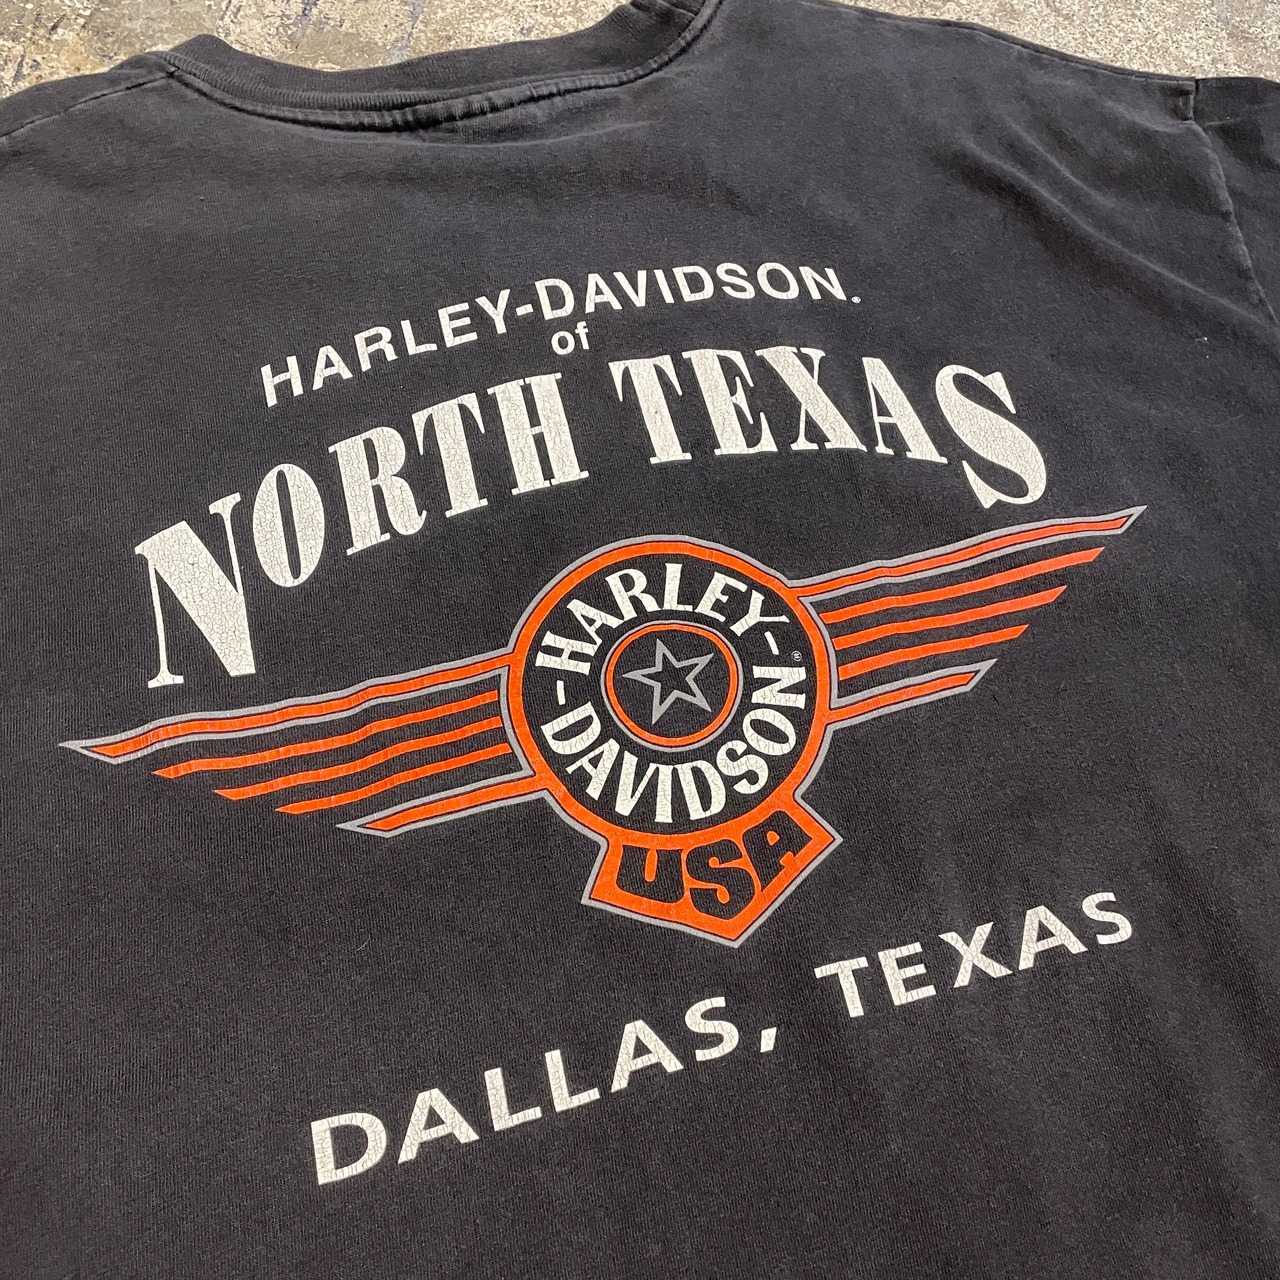 HARLEY-DAVIDSON®
of
NORTH TEXAS
HARLEY-
-DAVIDSON®
USA
DALLAS, TEXAS